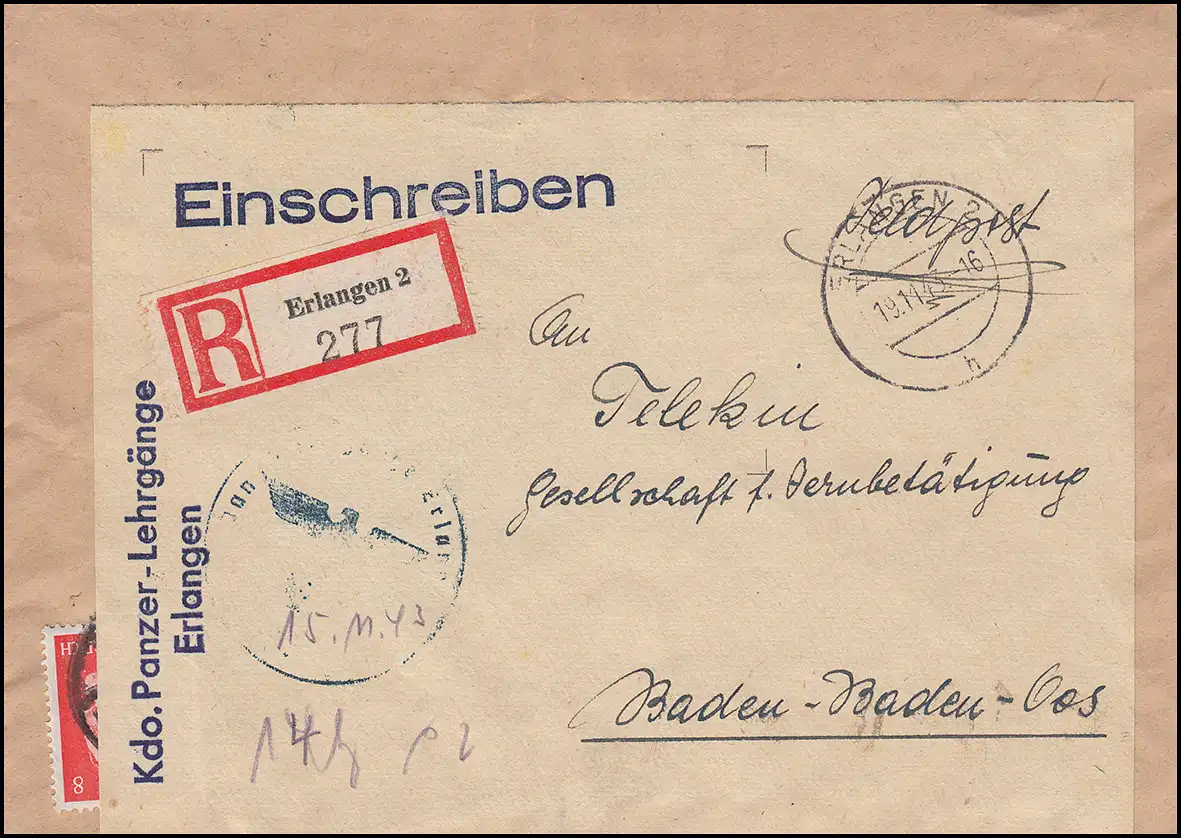 Einschreiben
Feldpost
ERLANGEN 2
19.11.43-16
h
R
Erlangen 2
277
An
Telekin
Gesellschaft f. Fernbetätigung
Baden-Baden-Oos
Kdo. Panzer-Lehrgänge
Erlangen
Erlan
15.11.43
8